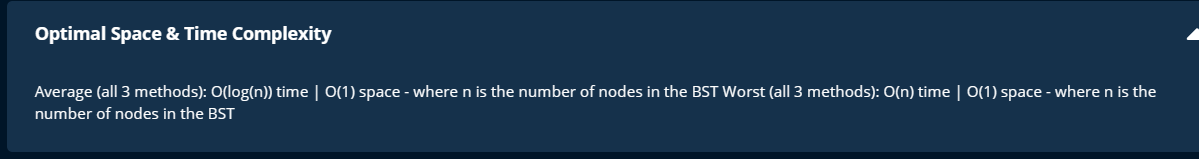 Optimal Space & Time Complexity
Average (all 3 methods): O(log(n)) time | O(1) space - where n is the number of nodes in the BST Worst (all 3 methods): O(n) time | O(1) space - where n is the
number of nodes in the BST